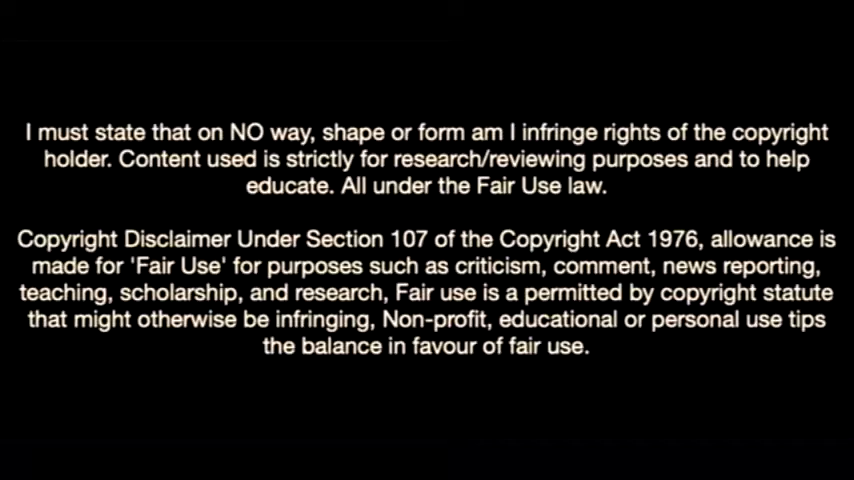 I must state that on NO way, shape or form am I infringe rights of the copyright
holder. Content used is strictly for research/reviewing purposes and to help
educate. All under the Fair Use law.
Copyright Disclaimer Under Section 107 of the Copyright Act 1976, allowance is
made for 'Fair Use' for purposes such as criticism, comment, news reporting,
teaching, scholarship, and research, Fair use is a permitted by copyright statute
that might otherwise be infringing, Non-profit, educational or personal use tips
the balance in favour of fair use.